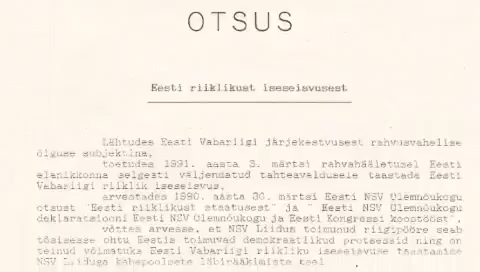 OTSUS
Eesti riiklikust iseseisvusest
Lähtudes Eesti Vabariigi järjekestvusest rahvusvahelise
õiguse subjektina,
toetudes 1991. aasta 3. märtsi rahvahääletusel Eesti
elanikkonna selgesti väljendatud tahteavaldusele taastada Eesti
Vabariigi riiklik iseseisvus,
arvestades 1990. aasta 30. märtsi Eesti NSV Ülemnõukogu
otsust "Eesti riiklikust staatusest" ja " Eesti NSV Ülemnõukogu
deklaratsiooni Eesti NSV Ülemnõukogu ja Eesti Kongressi koostööst",
võttes arvesse, et NSV Liidus toimunud riigipööre seab
tõsisesse ohtu Eestis toimuvad demokraatlikud protsessid ning on
teinud võimatuks Eesti Vabariigi riikliku iseseisvuse taastamise
NSV Liiduga kahepoolsete läbirääkimiste teel